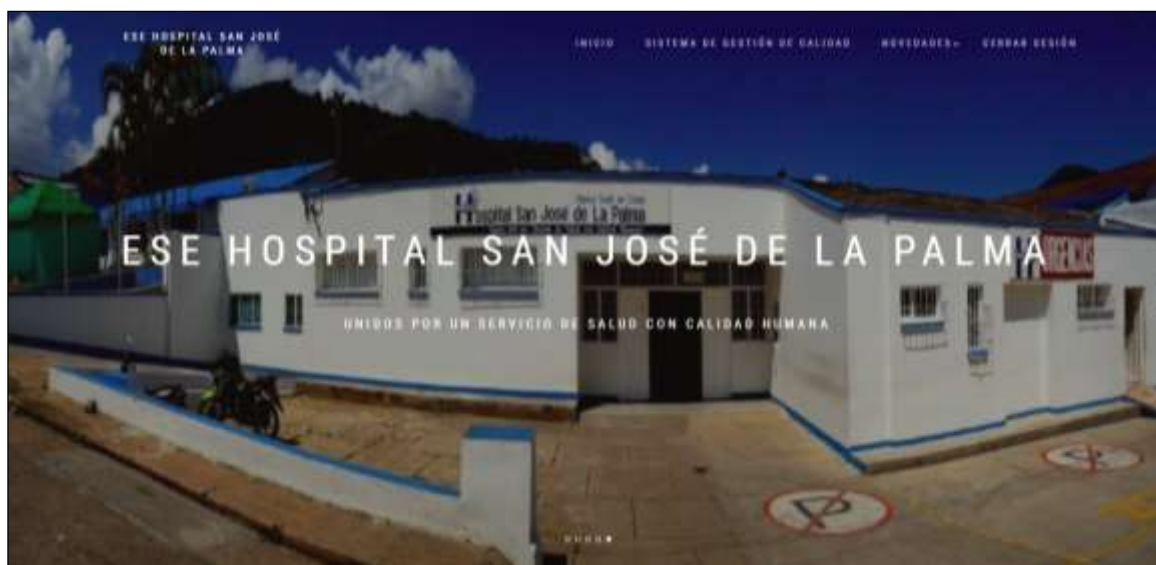 ESE HOSPITAL SAN JOSÉ
DE LA PALMA
INICIO SISTEMA DE GESTIÓN DE CALIDAD NOVEDADES CERRAR SESIÓN
Hospital San José de La Palma
ESE HOSPITAL SAN JOSÉ DE LA PALMA
URGENCIAS
UNIDOS POR UN SERVICIO DE SALUD CON CALIDAD HUMANA